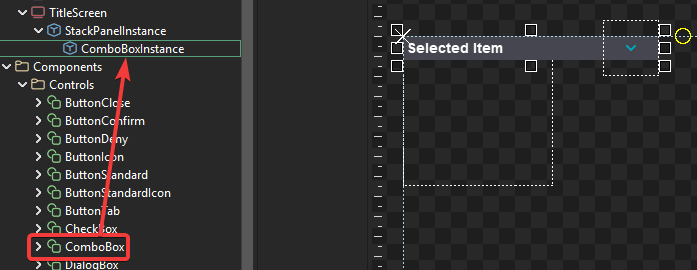 TitleScreen
StackPanelInstance
ComboBoxInstance
Components
Controls
ButtonClose
ButtonConfirm
ButtonDeny
ButtonIcon
ButtonStandard
ButtonStandardIcon
ButtonTab
CheckBox
ComboBox
DialogBox
Selected Item